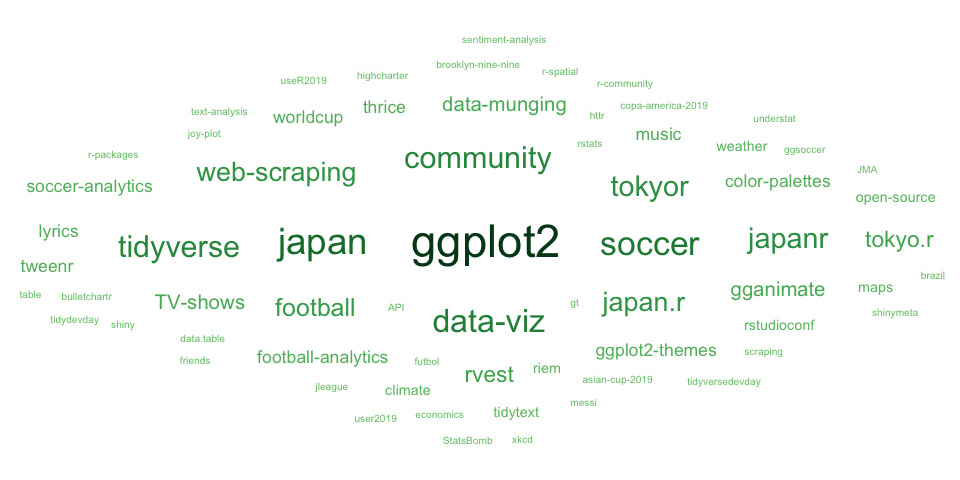 sentiment-analysis
brooklyn-nine-nine
r-spatial
useR2019
highcharter
r-community
text-analysis
worldcup
thrice
data-munging
httr
copa-america-2019
understat
joy-plot
music
rstats
weather
ggsoccer
r-packages
web-scraping
community
JMA
soccer-analytics
tokyor
color-palettes
open-source
lyrics
tidyverse
japan
ggplot2
soccer
japanr
tokyo.r
tweenr
brazil
table
bulletchartr
TV-shows
football
API
gt
japan.r
gganimate
maps
tidydevday
shiny
data-viz
rstudioconf
shinymeta
data.table
friends
football-analytics
futbol
ggplot2-themes
scraping
jleague
climate
rvest
riem
asian-cup-2019
tidyversedevday
user2019
economics
tidytext
messi
StatsBomb
xkcd